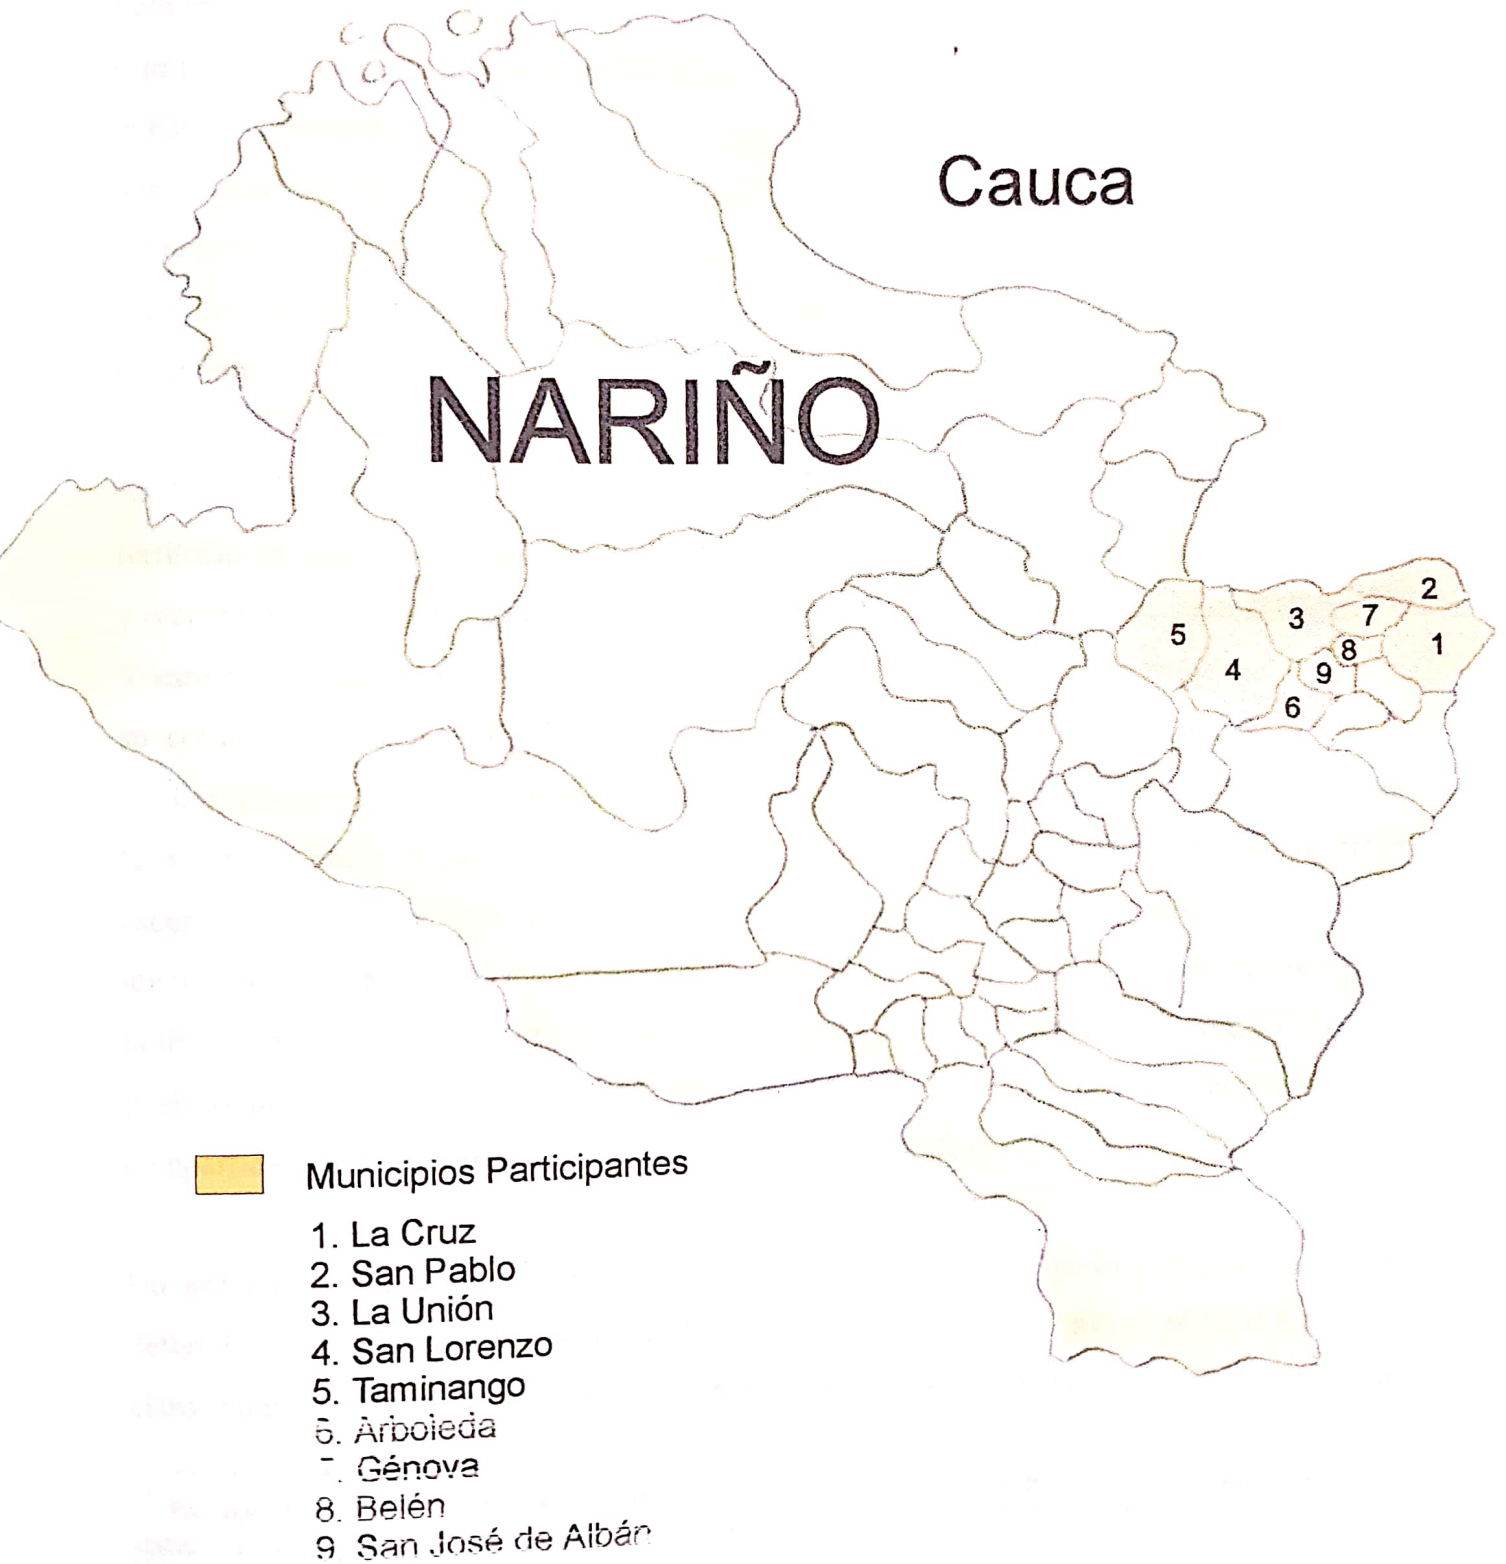 Cauca
NARIÑO
2
3
7
5
1
8
4
9
6
Municipios Participantes
1. La Cruz
2. San Pablo
3. La Unión
4. San Lorenzo
5. Taminango
6. Arboleda
7. Génova
8. Belén
9 San José de Albán